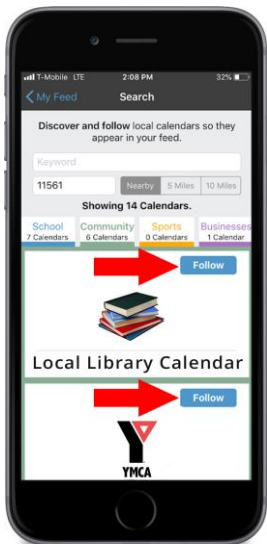 T-Mobile LTE 2:08 PM 32%
My Feed Search
Discover and follow local calendars so they
appear in your feed.
Keyword
11561 Nearby 5 Miles 10 Miles
Showing 14 Calendars.
School Community Sports Businesses
7 Calendars 6 Calendars 0 Calendars 1 Calendar
Follow
Local Library Calendar
Follow
YMCA